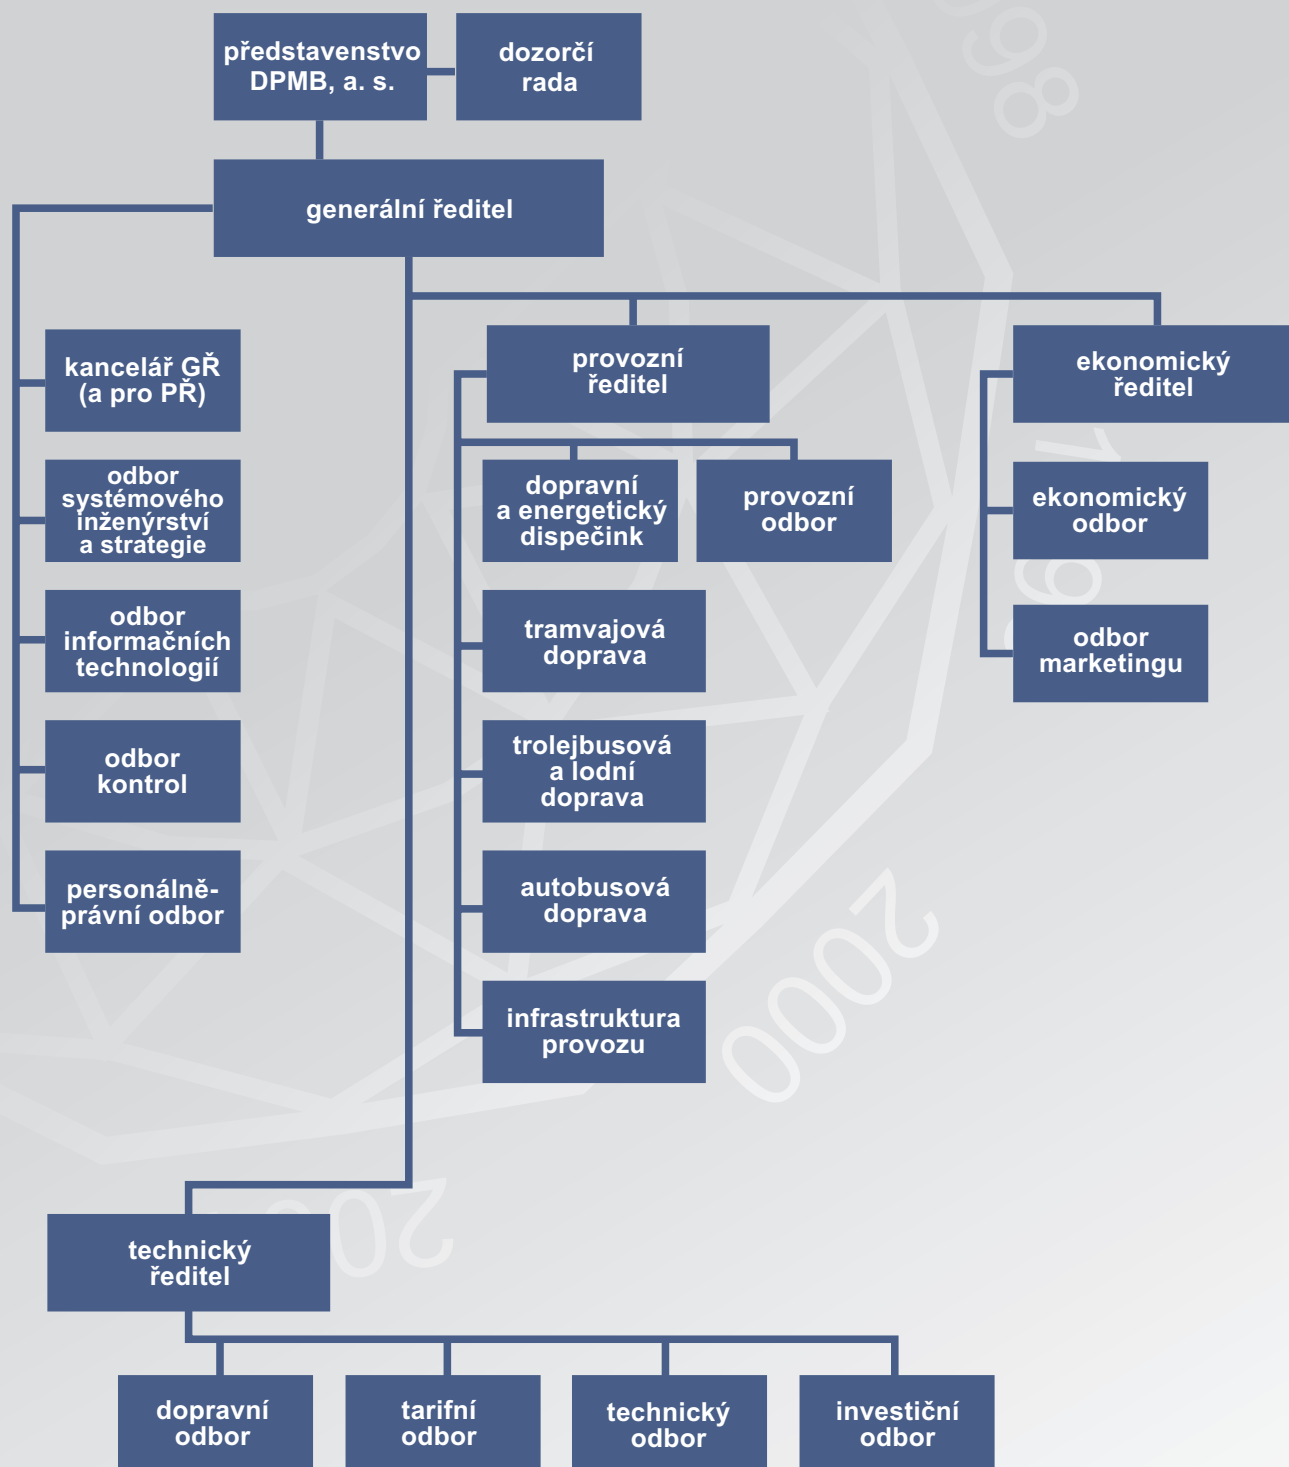 představenstvo
DPMB, a. s.
dozorčí
rada
generální ředitel
kancelář GŘ
(a pro PŘ)
odbor
systémového
inženýrství
a strategie
odbor
informačních
technologií
odbor
kontrol
personálně-
právní odbor
provozní
ředitel
dopravní
a energetický
dispečink
provozní
odbor
tramvajová
doprava
trolejbusová
a lodní
doprava
autobusová
doprava
infrastruktura
provozu
ekonomický
ředitel
ekonomický
odbor
odbor
marketingu
2000
technický
ředitel
dopravní
odbor
tarifní
odbor
technický
odbor
investiční
odbor